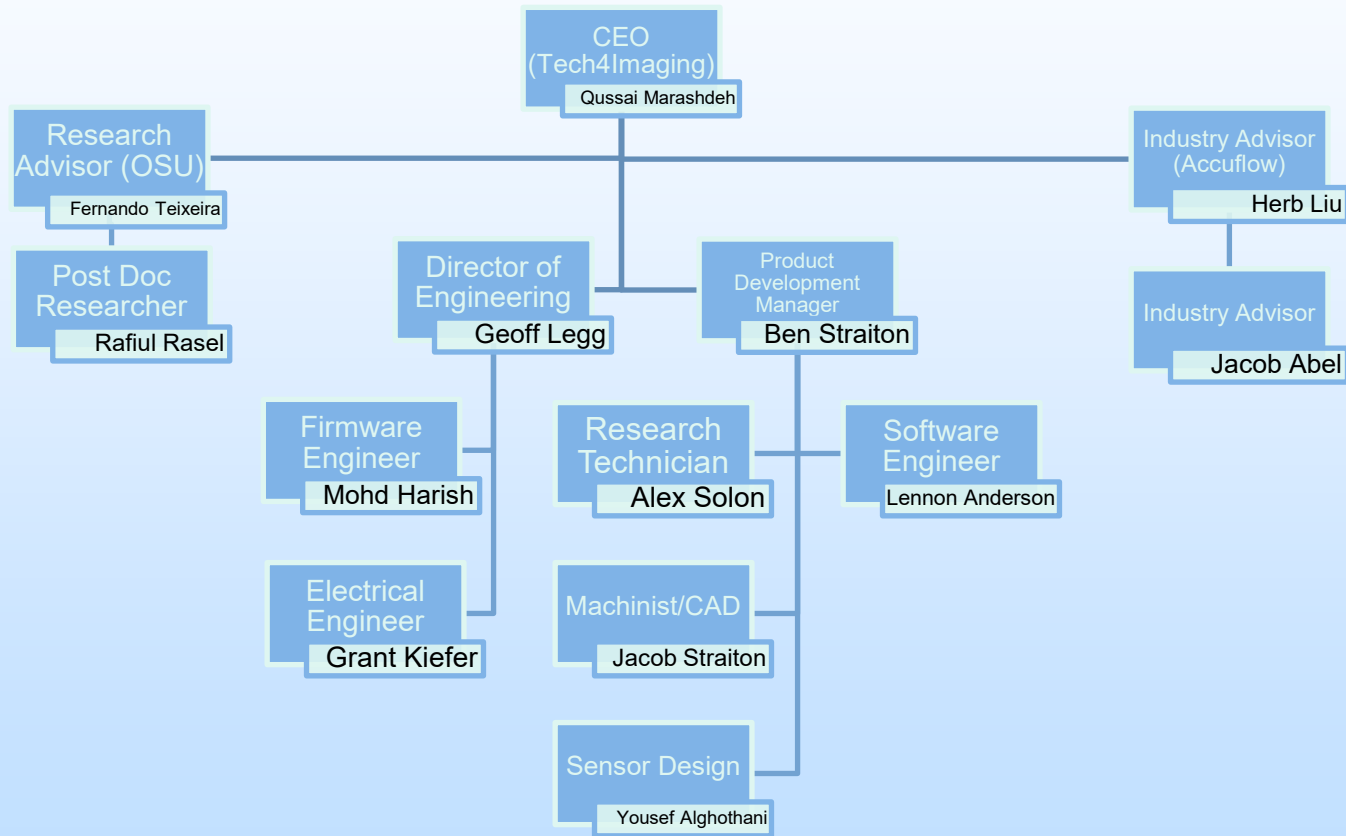 CEO
(Tech4Imaging)
Qussai Marashdeh
Research
Advisor (OSU)
Fernando Teixeira
Industry Advisor
(Accuflow)
Herb Liu
Post Doc
Researcher
Rafiul Rasel
Director of
Engineering
Geoff Legg
Product
Development
Manager
Ben Straiton
Industry Advisor
Jacob Abel
Firmware
Engineer
Mohd Harish
Research
Technician
Alex Solon
Software
Engineer
Lennon Anderson
Electrical
Engineer
Grant Kiefer
Machinist/CAD
Jacob Straiton
Sensor Design
Yousef Alghothani